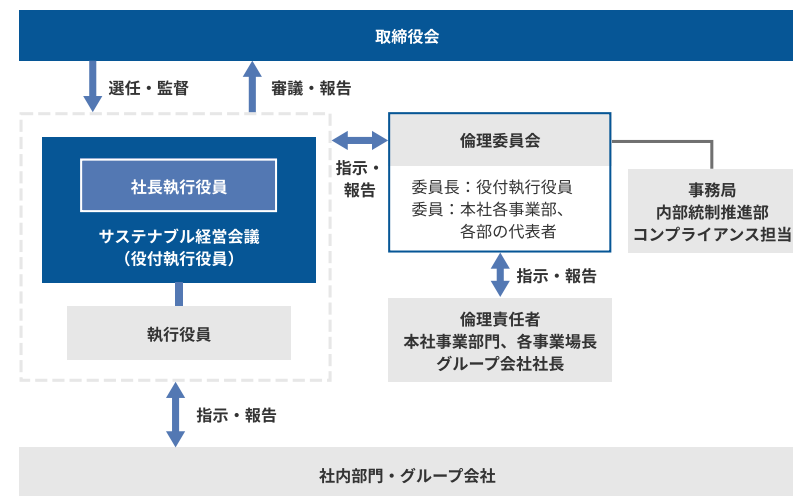 取締役会
選任・監督
審議・報告
社長執行役員
サステナブル経営会議
（役付執行役員）
執行役員
指示・
報告
倫理委員会
委員長：役付執行役員
委員：本社各事業部、
各部の代表者
事務局
内部統制推進部
コンプライアンス担当
指示・報告
倫理責任者
本社事業部門、各事業場長
グループ会社社長
指示・報告
社内部門・グループ会社